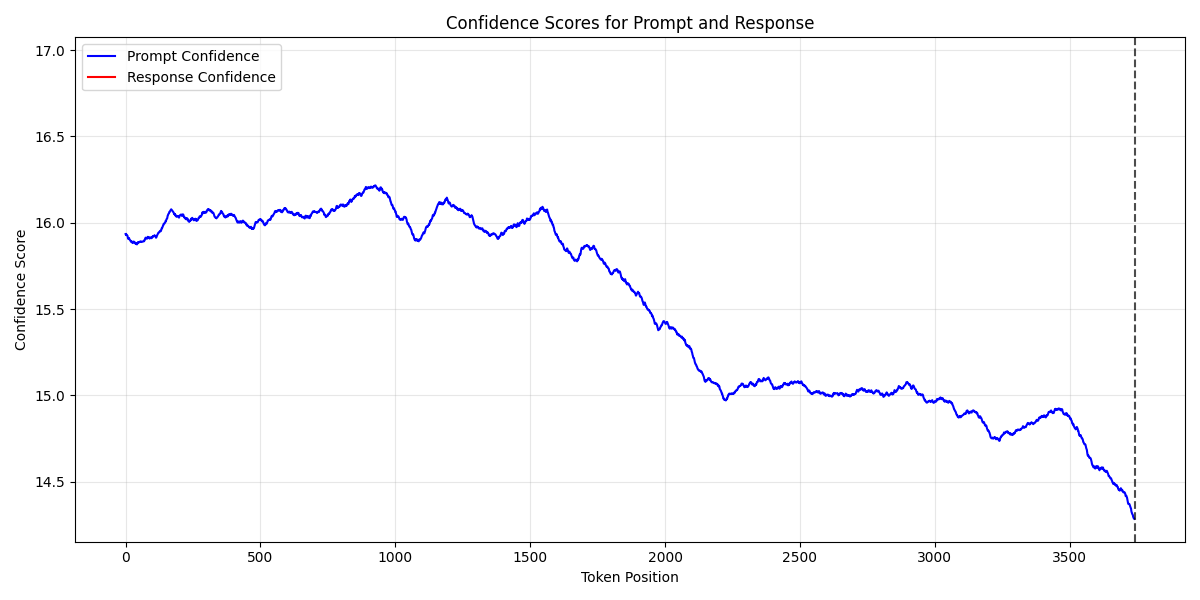 Confidence Scores for Prompt and Response
Prompt Confidence
Response Confidence
Confidence Score
17.0
16.5
16.0
15.5
15.0
14.5
0 500 1000 1500 2000 2500 3000 3500
Token Position